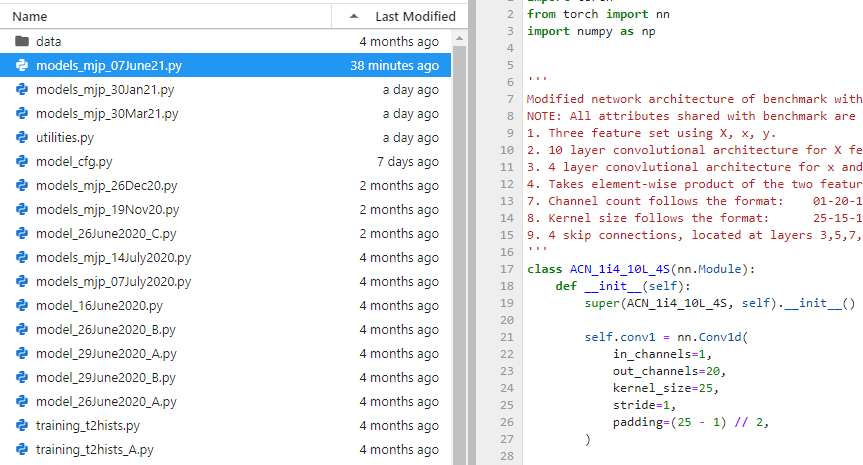 Name Last Modified
data 4 months ago
models_mjp_07June21.py 38 minutes ago
models_mjp_30Jan21.py a day ago
models_mjp_30Mar21.py a day ago
utilities.py a day ago
model_cfg.py 7 days ago
models_mjp_26Dec20.py 2 months ago
models_mjp_19Nov20.py 2 months ago
model_26June2020_C.py 2 months ago
models_mjp_14July2020.py 4 months ago
models_mjp_07July2020.py 4 months ago
model_16June2020.py 4 months ago
model_26June2020_B.py 4 months ago
model_29June2020_A.py 4 months ago
model_29June2020_B.py 4 months ago
model_26June2020_A.py 4 months ago
training_t2hists.py 4 months ago
training_t2hists_A.py 4 months ago
1 import torch
2 from torch import nn
3 import numpy as np
4
5
6 '''
7 Modified network architecture of benchmark with
8 NOTE: All attributes shared with benchmark are
9 1. Three feature set using X, x, y.
10 2. 10 layer convolutional architecture for X fe
11 3. 4 layer conovlutional architecture for x and
12 4. Takes element-wise product of the two featur
13 7. Channel count follows the format: 01-20-1
14 8. Kernel size follows the format: 25-15-1
15 9. 4 skip connections, located at layers 3,5,7,
16 '''
17 class ACN_1i4_10L_4S(nn.Module):
18 def __init__(self):
19 super(ACN_1i4_10L_4S, self).__init__()
20
21 self.conv1 = nn.Conv1d(
22 in_channels=1,
23 out_channels=20,
24 kernel_size=25,
25 stride=1,
26 padding=(25 - 1) // 2,
27 )
28